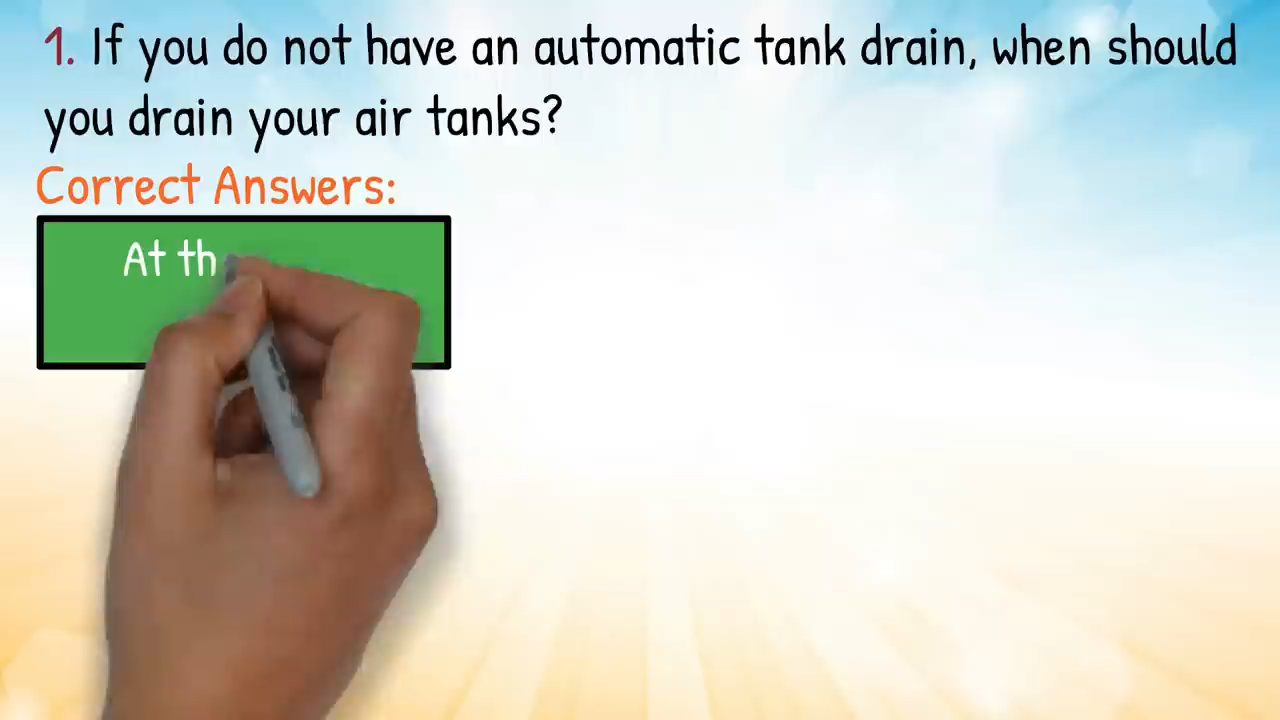 1. If you do not have an automatic tank drain, when should
you drain your air tanks?
Correct Answers:
At th